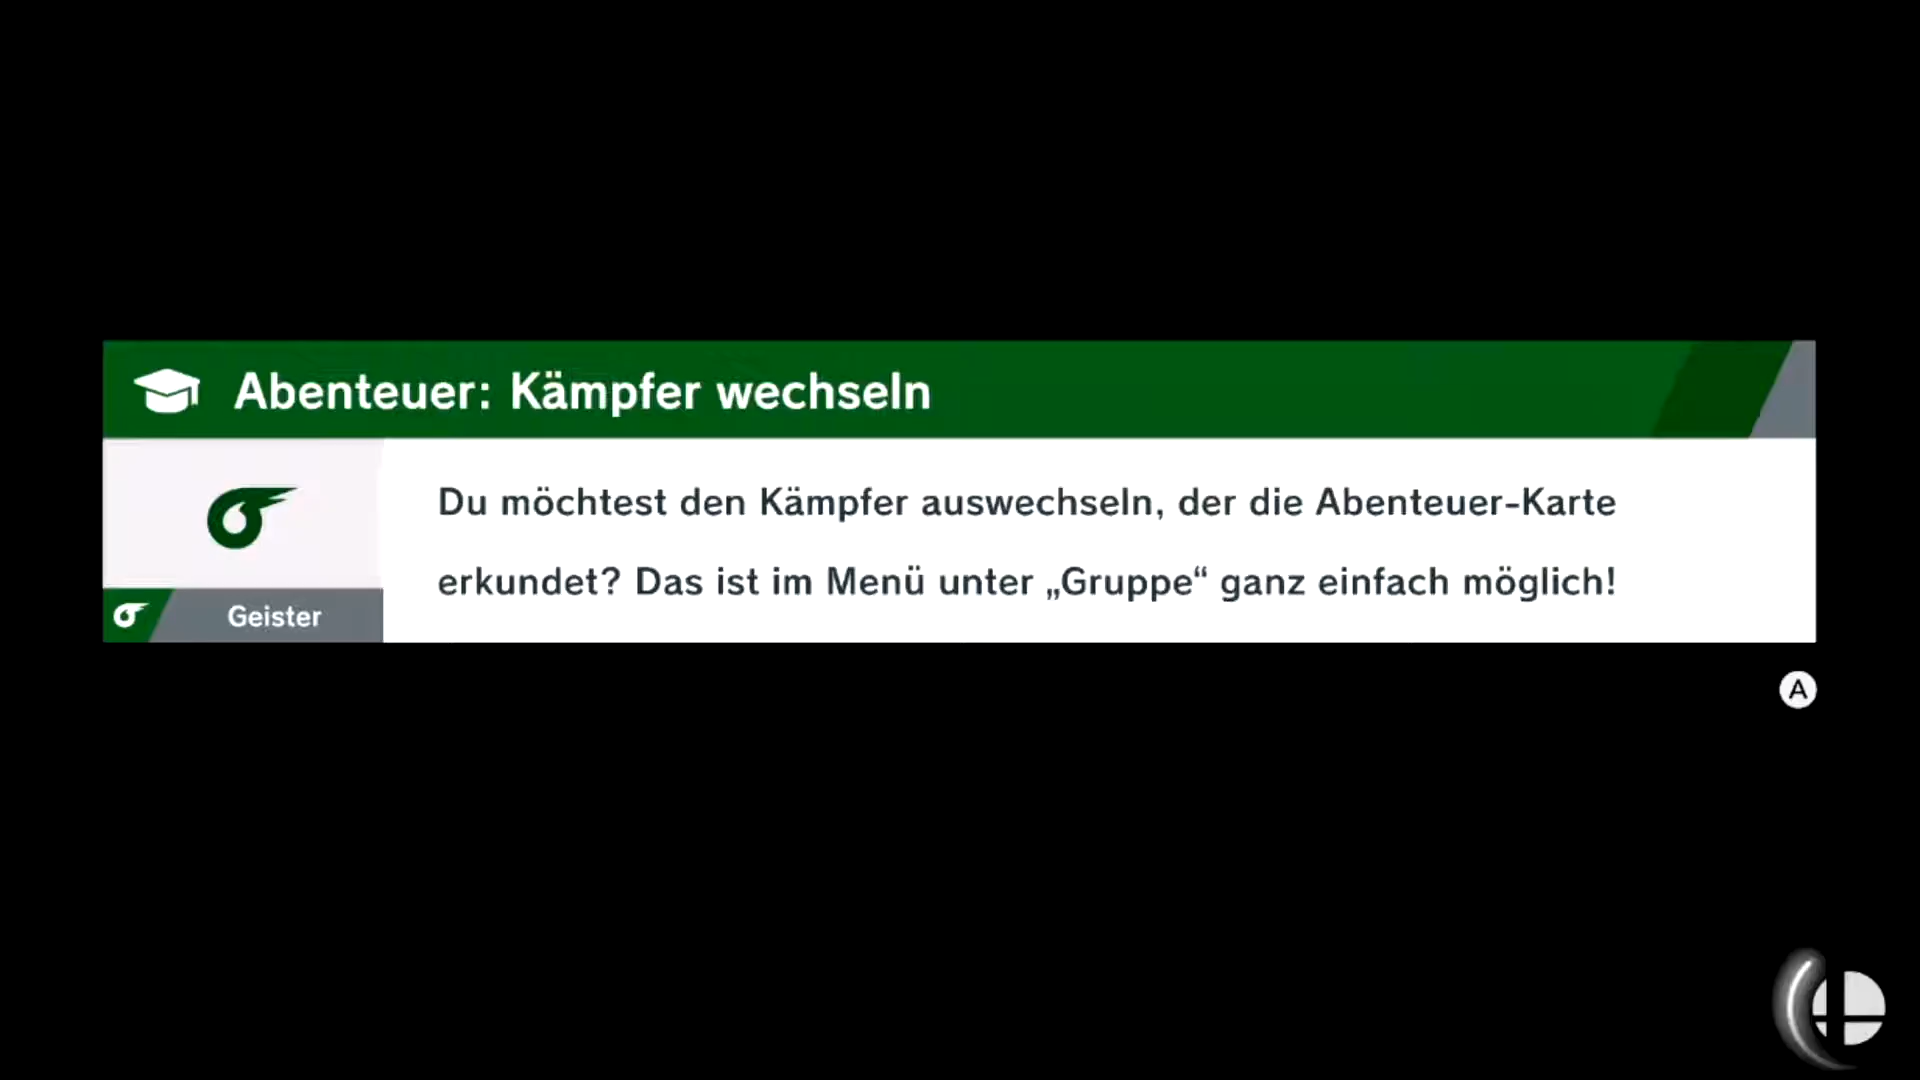 Abenteuer: Kämpfer wechseln
Du möchtest den Kämpfer auswechseln, der die Abenteuer-Karte
erkundet? Das ist im Menü unter „Gruppe“ ganz einfach möglich!
Geister
A